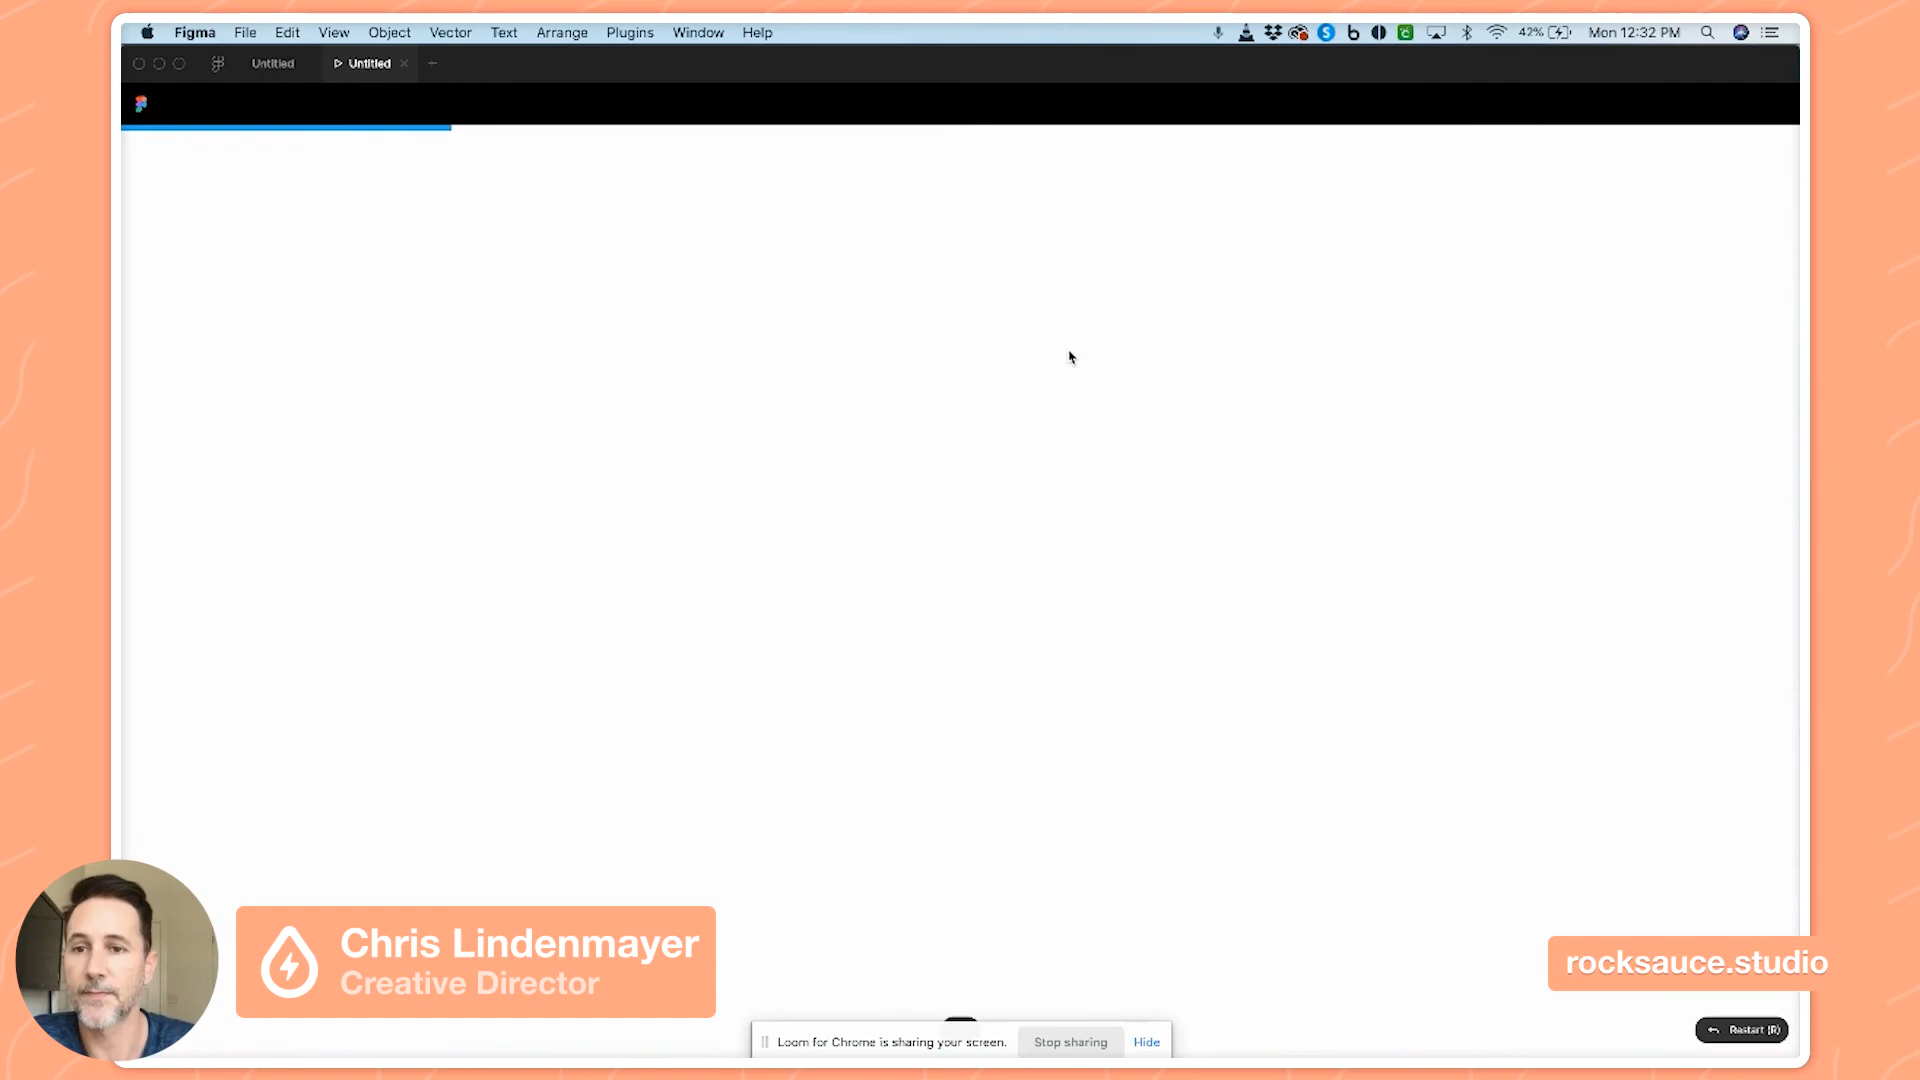 Figma File Edit View Object Vector Text Arrange Plugins Window Help
42% Mon 12:32 PM
Untitled
Untitled
Chris Lindenmayer
Creative Director
rocksauce.studio
Restart (R)
Loom for Chrome is sharing your screen. Stop sharing Hide